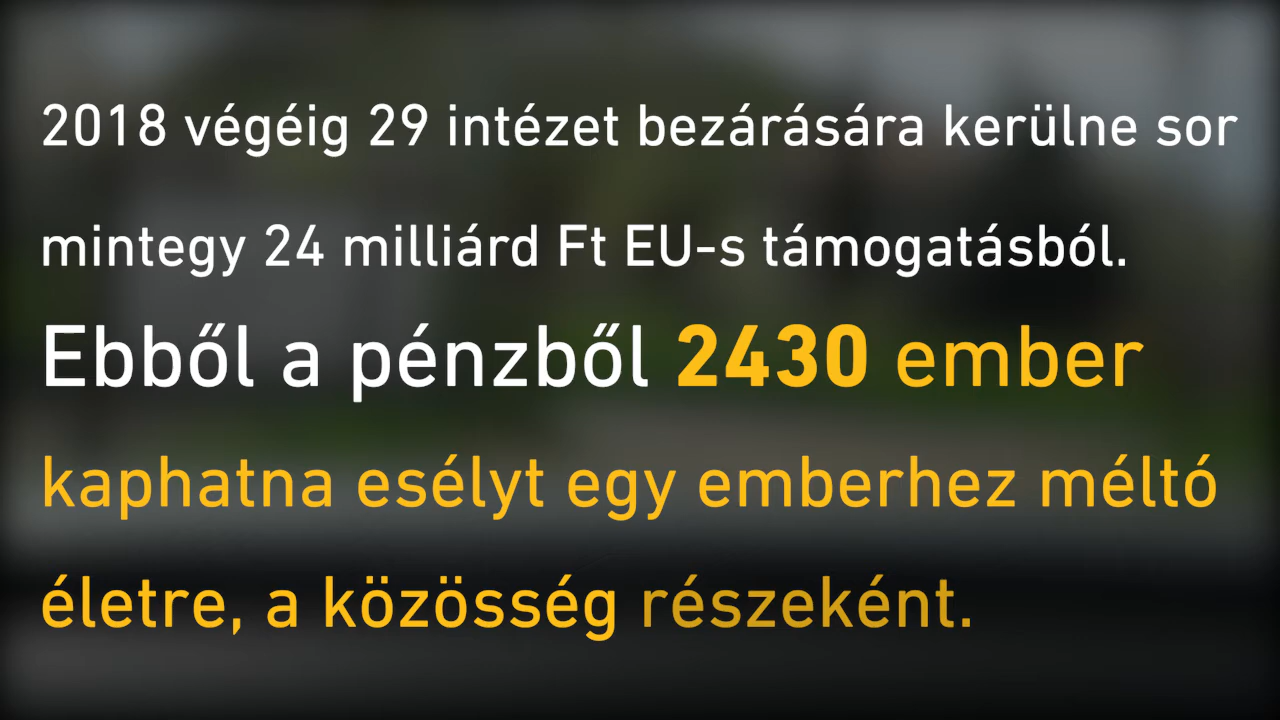 2018 végéig 29 intézet bezárására kerülne sor
mintegy 24 milliárd Ft EU-s támogatásból.
Ebből a pénzből 2430 ember
kaphatna esélyt egy emberhez méltó
életre, a közösség részeként.